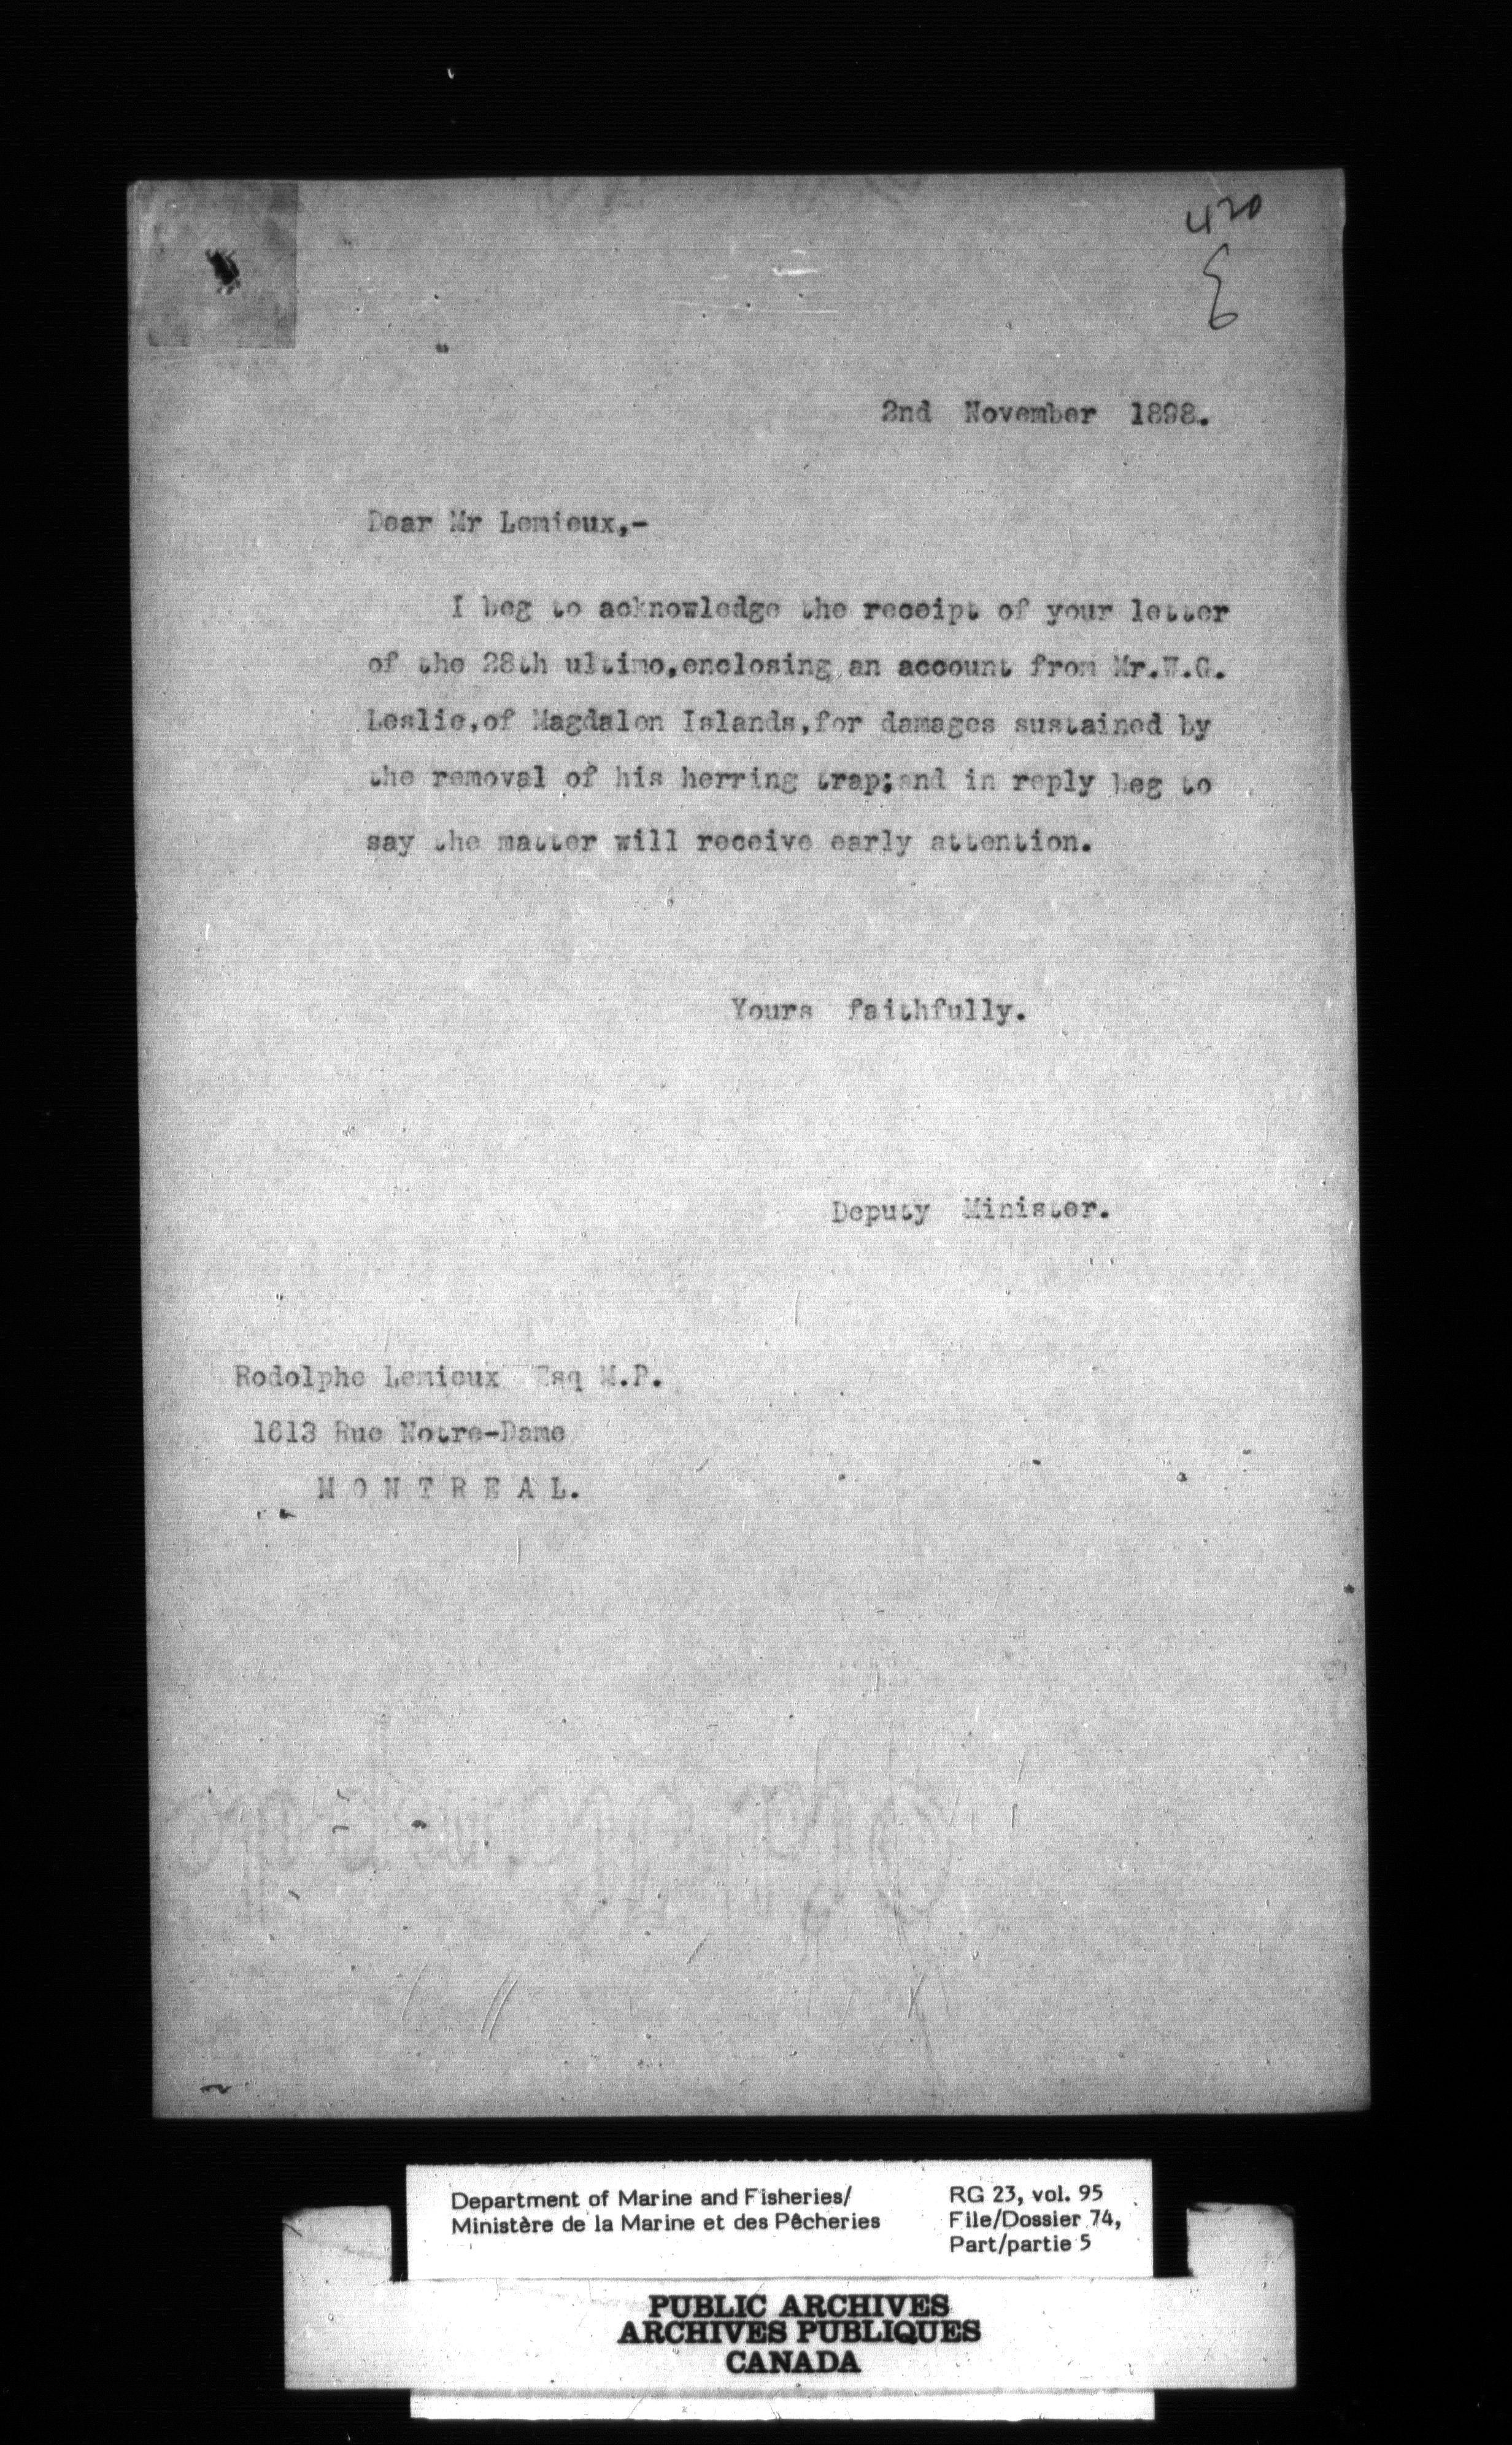 420
2nd November 1898.
Dear Mr Lemieux,-
I beg to acknowledge the receipt of your letter
of the 28th ultimo,enclosing an account from Mr.W.G.
Leslie,of Magdalen Islands,for damages sustained by
the removal of his herring trap;and in reply beg to
say the matter will receive early attention.
Yours faithfully.
Deputy Minister.
Rodolphe Lemieux Esq M.P.
1613 Rue Notre-Dame
M O N T R E A L.
Department of Marine and Fisheries/
Ministère de la Marine et des Pêcheries
RG 23, vol. 95
File/Dossier 74,
Part/partie 5
PUBLIC ARCHIVES
ARCHIVES PUBLIQUES
CANADA